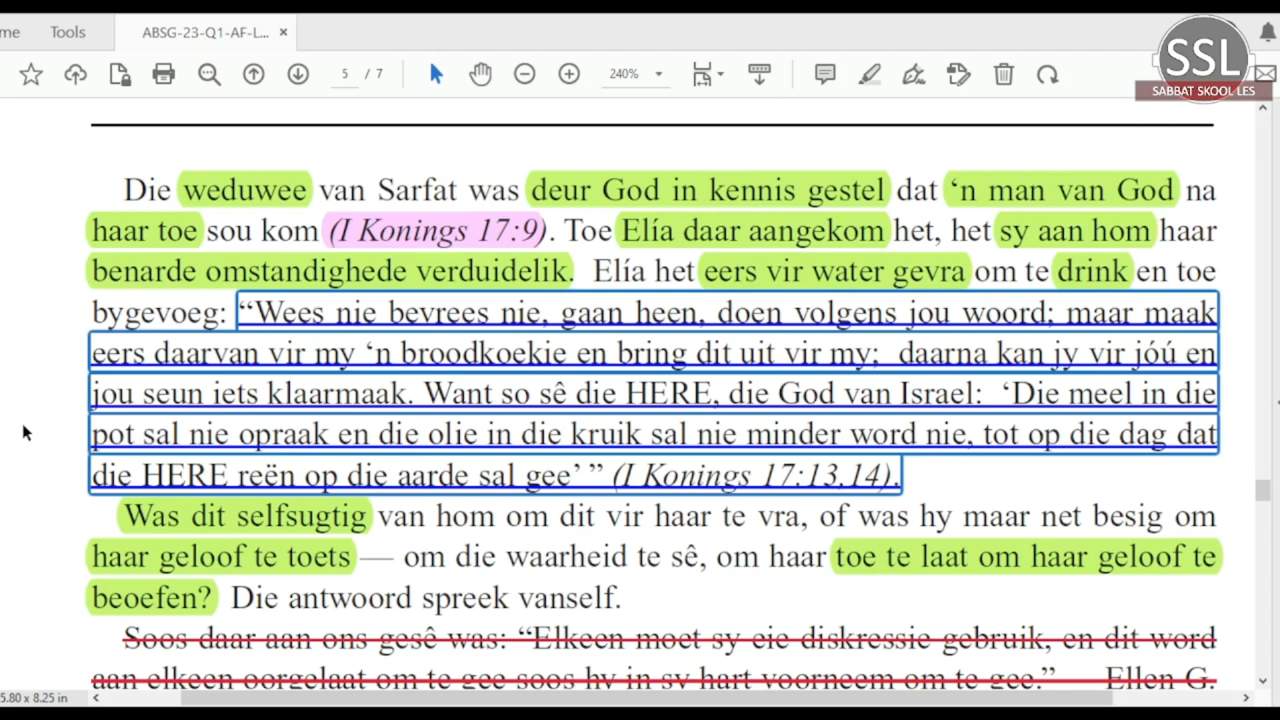 me Tools ABSG-23-Q1-AF-L... ×
5 / 7 240%
SSL
SABBAT SKOOL LES
Die weduwee van Sarfat was deur God in kennis gestel dat ‘n man van God na
haar toe sou kom (I Konings 17:9). Toe Elía daar aangekom het, het sy aan hom haar
benarde omstandighede verduidelik. Elía het eers vir water gevra om te drink en toe
bygevoeg: “Wees nie bevrees nie, gaan heen, doen volgens jou woord; maar maak
eers daarvan vir my ‘n broodkoekie en bring dit uit vir my; daarna kan jy vir jóú en
jou seun iets klaarmaak. Want so sê die HERE, die God van Israel: ‘Die meel in die
pot sal nie opraak en die olie in die kruik sal nie minder word nie, tot op die dag dat
die HERE reën op die aarde sal gee’ ” (I Konings 17:13,14).
Was dit selfsugtig van hom om dit vir haar te vra, of was hy maar net besig om
haar geloof te toets — om die waarheid te sê, om haar toe te laat om haar geloof te
beoefen? Die antwoord spreek vanself.
Soos daar aan ons gesê was: “Elkeen moet sy eie diskressie gebruik, en dit word
aan elkeen oorgelaat om te gee soos hy in sy hart voorneem om te gee.” Ellen G.
5.80 x 8.25 in